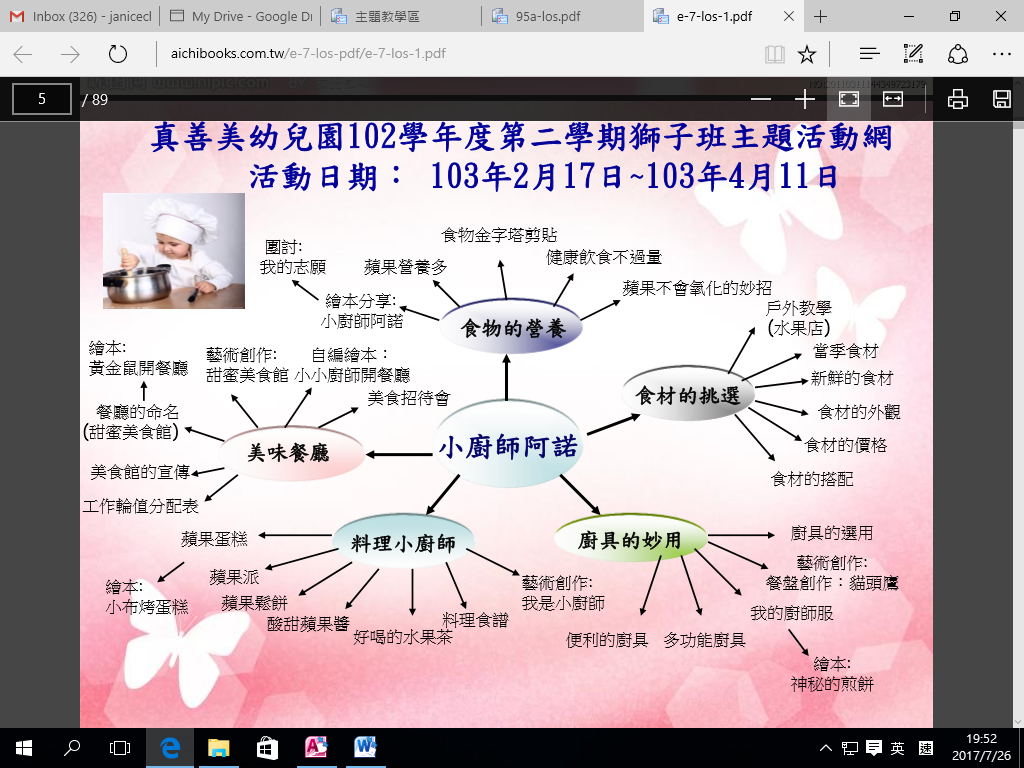 Inbox (326) - janicecl
My Drive - Google Dr
主題教學區
95a-los.pdf
e-7-los-1.pdf
aichibooks.com.tw/e-7-los-pdf/e-7-los-1.pdf
5 / 89
真善美幼兒園102學年度第二學期獅子班主題活動網
活動日期： 103年2月17日~103年4月11日
食物金字塔剪貼
團討:
我的志願
蘋果營養多
健康飲食不過量
繪本分享:
小廚師阿諾
蘋果不會氧化的妙招
食物的營養
戶外教學
(水果店)
當季食材
新鮮的食材
食材的外觀
食材的價格
食材的搭配
食材的挑選
繪本:
黃金鼠開餐廳
藝術創作:
甜蜜美食館
自編繪本：
小小廚師開餐廳
美食招待會
餐廳的命名
(甜蜜美食館)
美味餐廳
小廚師阿諾
美食館的宣傳
工作輪值分配表
蘋果蛋糕
料理小廚師
廚具的妙用
廚具的選用
繪本:
小布烤蛋糕
蘋果派
蘋果鬆餅
酸甜蘋果醬
好喝的水果茶
料理食譜
藝術創作:
我是小廚師
藝術創作:
餐盤創作：貓頭鷹
便利的廚具
多功能廚具
我的廚師服
繪本:
神秘的煎餅
英
19:52
2017/7/26